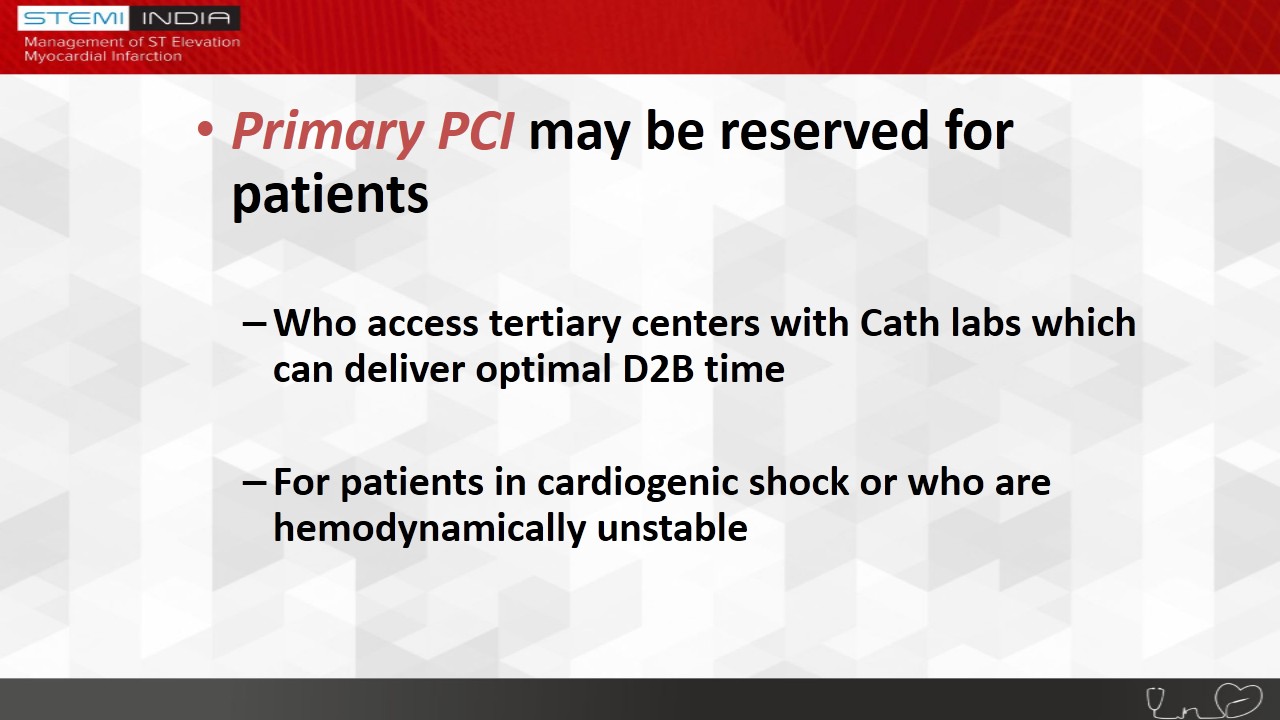 STEMI INDIA
Management of ST Elevation
Myocardial Infarction
• Primary PCI may be reserved for
patients
– Who access tertiary centers with Cath labs which
can deliver optimal D2B time
– For patients in cardiogenic shock or who are
hemodynamically unstable